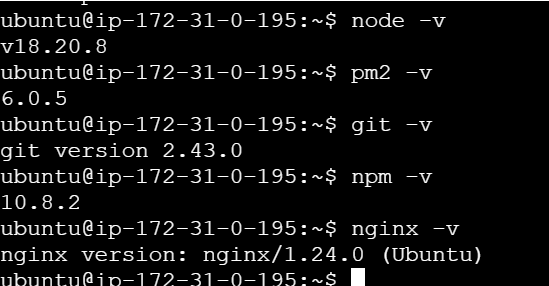 ubuntu@ip-172-31-0-195:~$ node -v
v18.20.8
ubuntu@ip-172-31-0-195:~$ pm2 -v
6.0.5
ubuntu@ip-172-31-0-195:~$ git -v
git version 2.43.0
ubuntu@ip-172-31-0-195:~$ npm -v
10.8.2
ubuntu@ip-172-31-0-195:~$ nginx -v
nginx version: nginx/1.24.0 (Ubuntu)
ubuntu@ip-172-31-0-195:~$